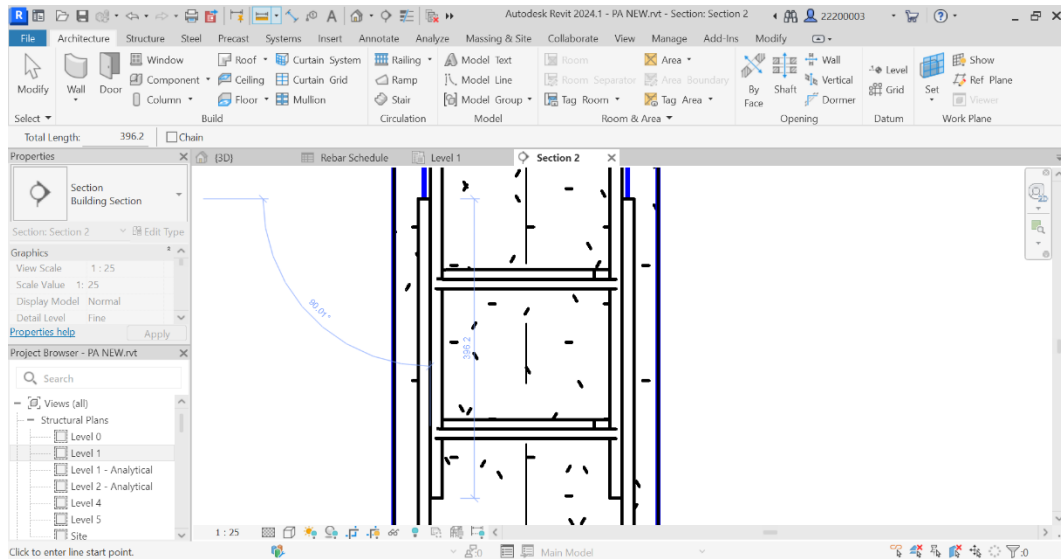 Autodesk Revit 2024.1 - PA NEW.rvt - Section: Section 2
22200003
File Architecture Structure Steel Precast Systems Insert Annotate Analyze Massing & Site Collaborate View Manage Add-Ins Modify
Modify
Wall
Door
Window
Component
Column
Roof
Ceiling
Floor
Curtain System
Curtain Grid
Mullion
Railing
Ramp
Stair
Model Text
Model Line
Model Group
Room
Room Separator
Tag Room
Area
Area Boundary
Tag Area
By Face
Shaft
Wall
Vertical
Dormer
Level
Grid
Set
Show
Ref Plane
Viewer
Select Build Circulation Model Room & Area Opening Datum Work Plane
Total Length: 396.2 Chain
Properties
(3D) Rebar Schedule Level 1 Section 2
Section
Building Section
Section: Section 2 Edit Type
Graphics
View Scale 1 : 25
Scale Value 1: 25
Display Model Normal
Detail Level Fine
Properties help Apply
Project Browser - PA NEW.rvt
Search
Views (all)
Structural Plans
Level 0
Level 1
Level 1 - Analytical
Level 2 - Analytical
Level 4
Level 5
Site
90.01°
396.2
2D
1 : 25
Click to enter line start point.
:0
Main Model
:0